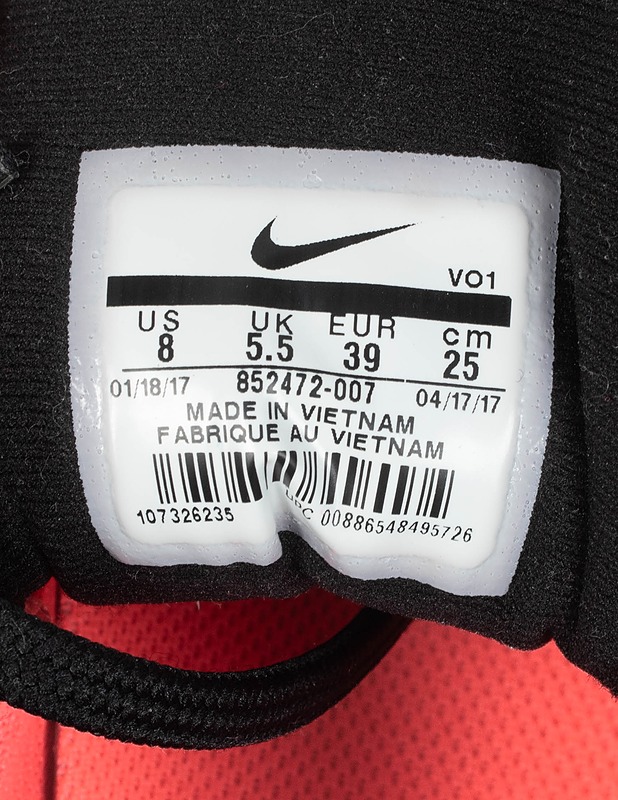 VO1
US UK EUR cm
8 5.5 39 25
01/18/17 852472-007 04/17/17
MADE IN VIETNAM
FABRIQUE AU VIETNAM
107326235 UPC 00886548495726